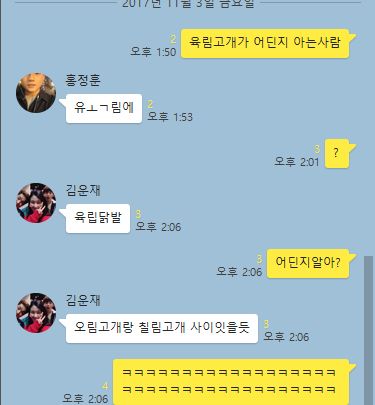 2017년 11월 3일 금요일
2
오후 1:50
육림고개가 어딘지 아는사람
홍정훈
유ㅗㄱ림에
2
오후 1:53
3
오후 2:01
?
김운재
육립닭발
3
오후 2:06
3
오후 2:06
어딘지알아?
김운재
오림고개랑 칠림고개 사이잇을듯
3
오후 2:06
4
오후 2:06
ㅋㅋㅋㅋㅋㅋㅋㅋㅋㅋㅋㅋㅋㅋㅋㅋㅋㅋ
ㅋㅋㅋㅋㅋㅋㅋㅋㅋㅋㅋㅋㅋㅋㅋㅋㅋㅋ